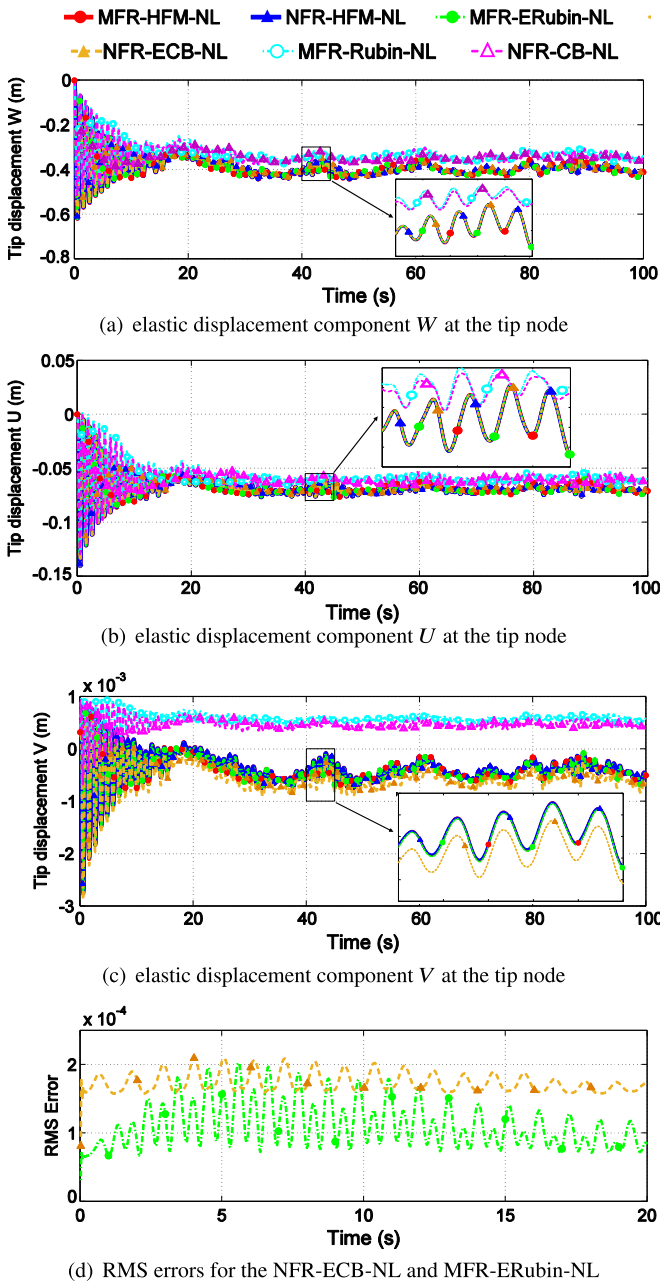 MFR-HFM-NL NFR-HFM-NL MFR-ERubin-NL
NFR-ECB-NL MFR-Rubin-NL NFR-CB-NL
0
-0.2
-0.4
-0.6
-0.8
Tip displacement W (m)
0 20 40 60 80 100
Time (s)
(a) elastic displacement component W at the tip node
0.05
0
-0.05
-0.1
-0.15
Tip displacement U (m)
0 20 40 60 80 100
Time (s)
(b) elastic displacement component U at the tip node
x 10⁻³
1
0
-1
-2
-3
Tip displacement V (m)
0 20 40 60 80 100
Time (s)
(c) elastic displacement component V at the tip node
x 10⁻⁴
2
1
0
RMS Error
0 5 10 15 20
Time (s)
(d) RMS errors for the NFR-ECB-NL and MFR-ERubin-NL